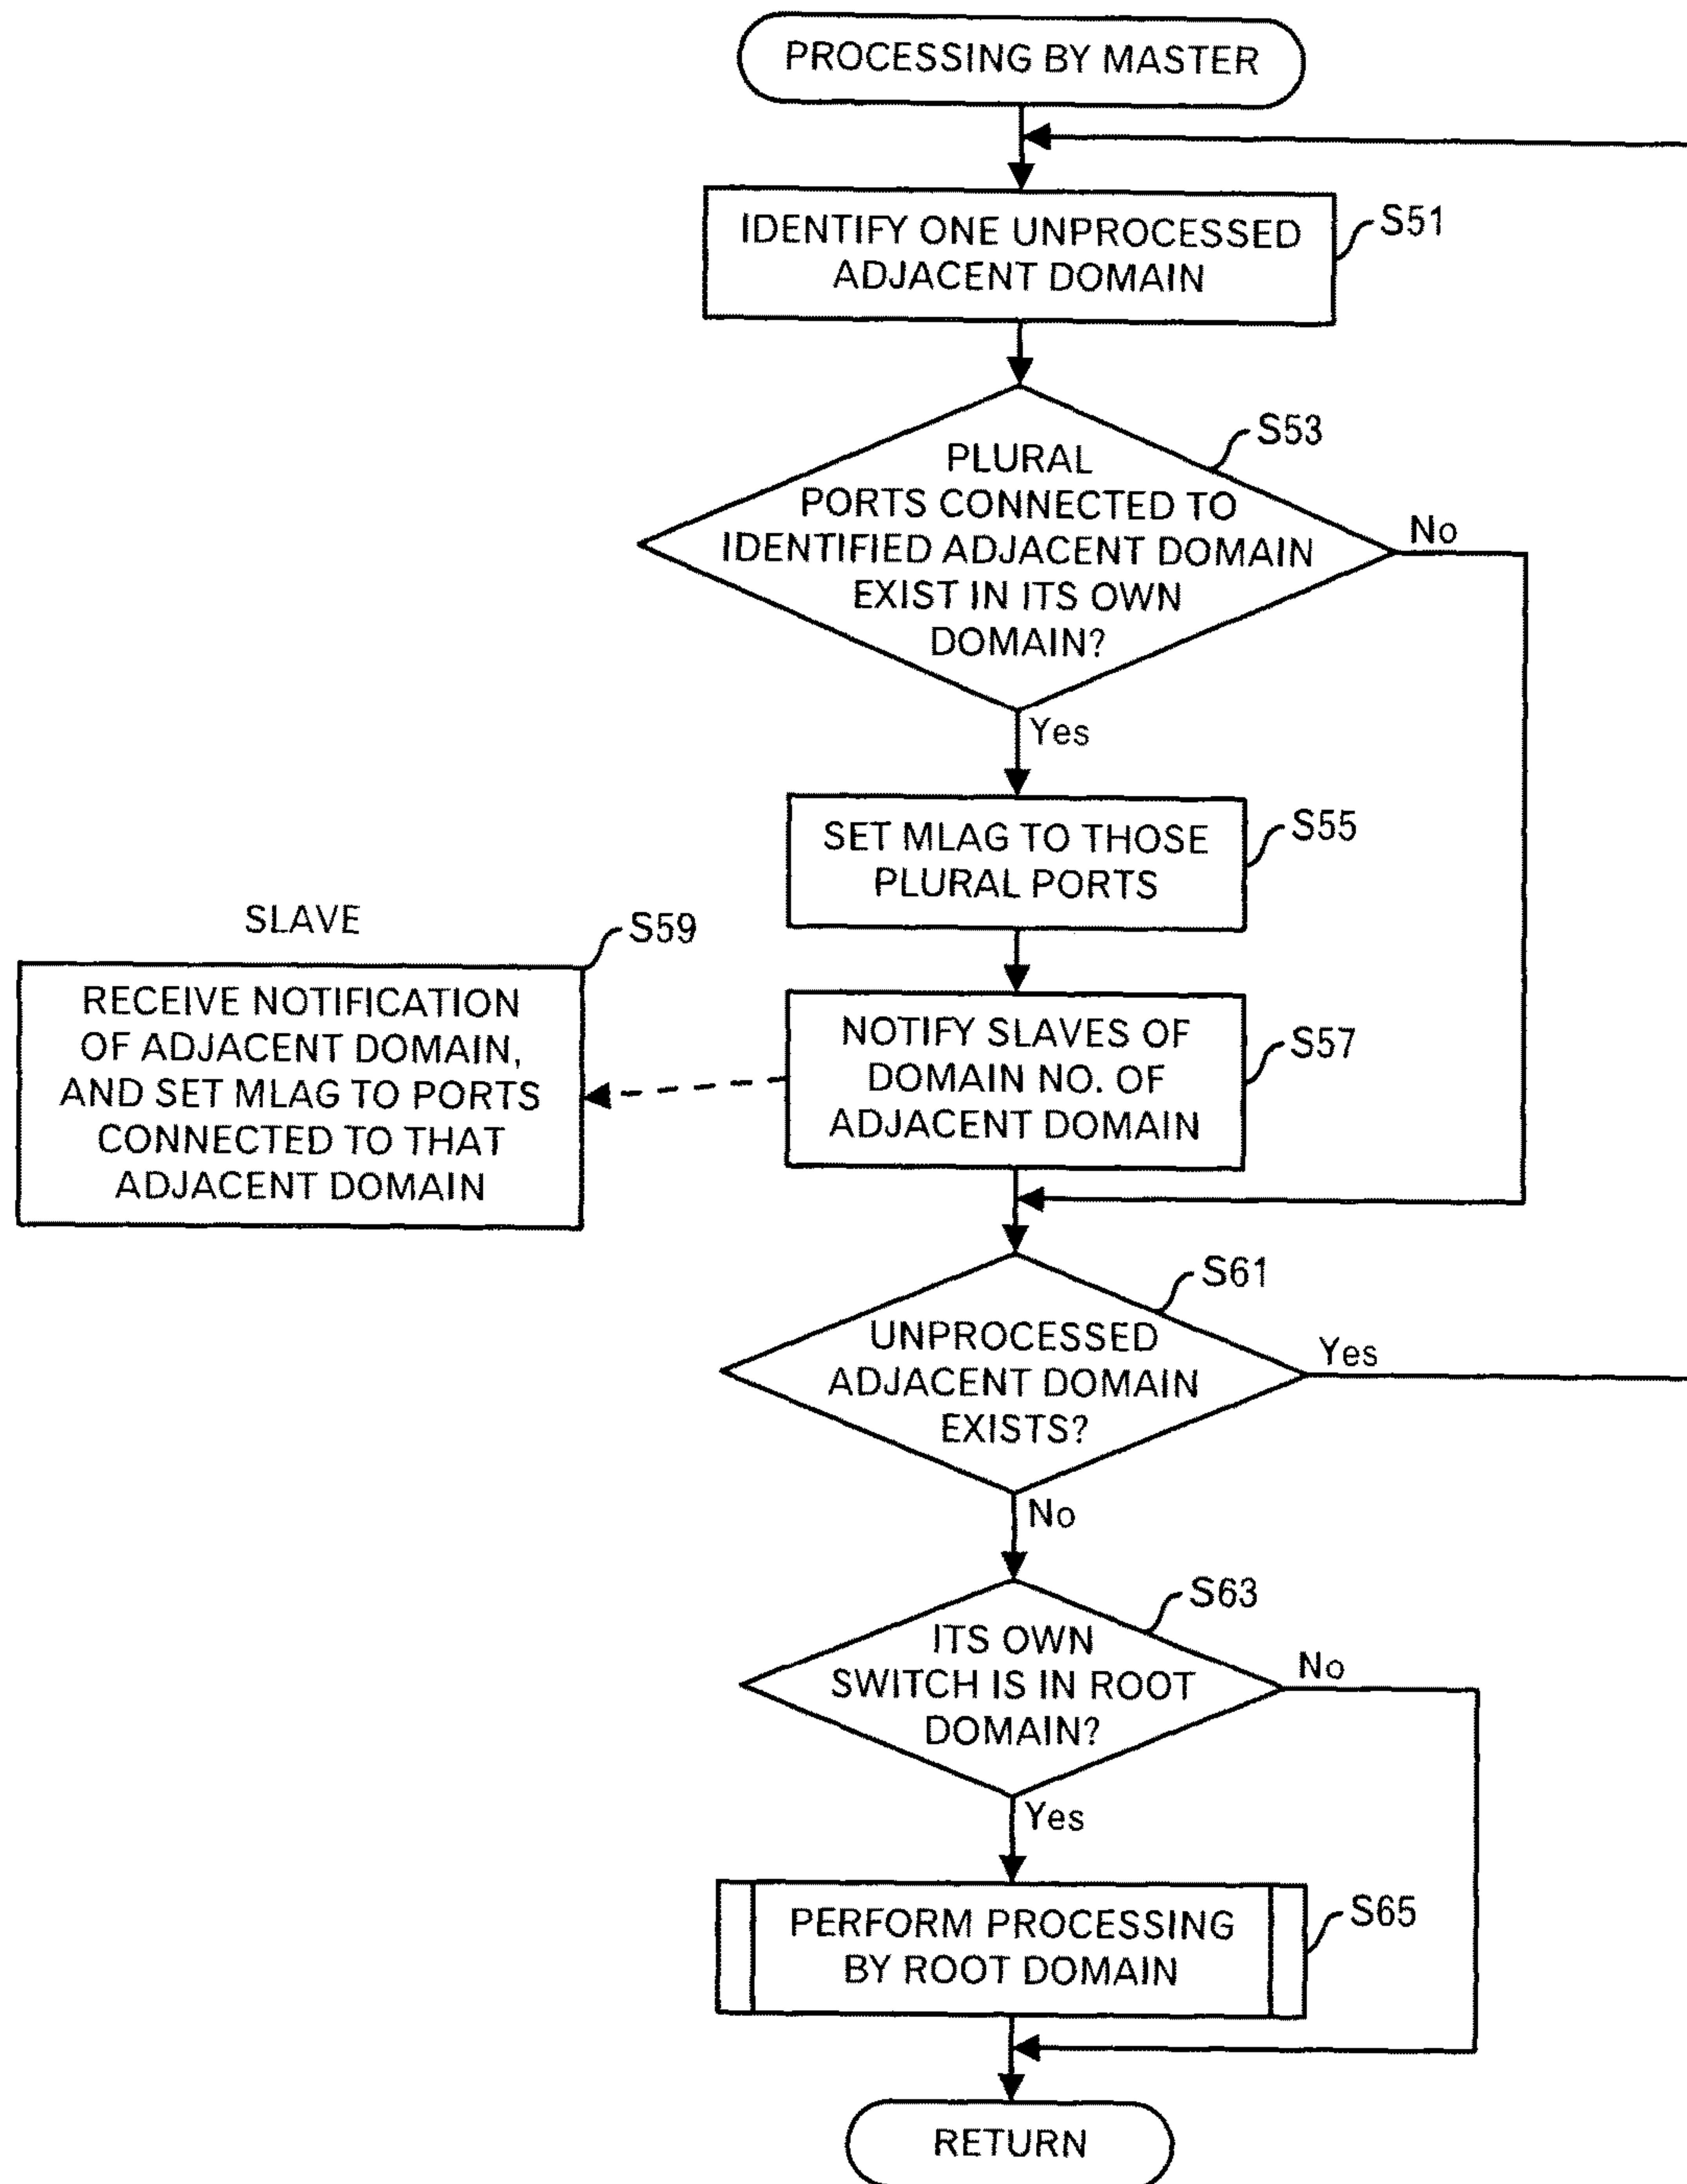 PROCESSING BY MASTER
IDENTIFY ONE UNPROCESSED
ADJACENT DOMAIN
S51
S53
PLURAL
PORTS CONNECTED TO
IDENTIFIED ADJACENT DOMAIN
EXIST IN ITS OWN
DOMAIN?
No
Yes
SET MLAG TO THOSE
PLURAL PORTS
S55
SLAVE
S59
RECEIVE NOTIFICATION
OF ADJACENT DOMAIN,
AND SET MLAG TO PORTS
CONNECTED TO THAT
ADJACENT DOMAIN
NOTIFY SLAVES OF
DOMAIN NO. OF
ADJACENT DOMAIN
S57
S61
UNPROCESSED
ADJACENT DOMAIN
EXISTS?
Yes
No
S63
ITS OWN
SWITCH IS IN ROOT
DOMAIN?
No
Yes
PERFORM PROCESSING
BY ROOT DOMAIN
S65
RETURN